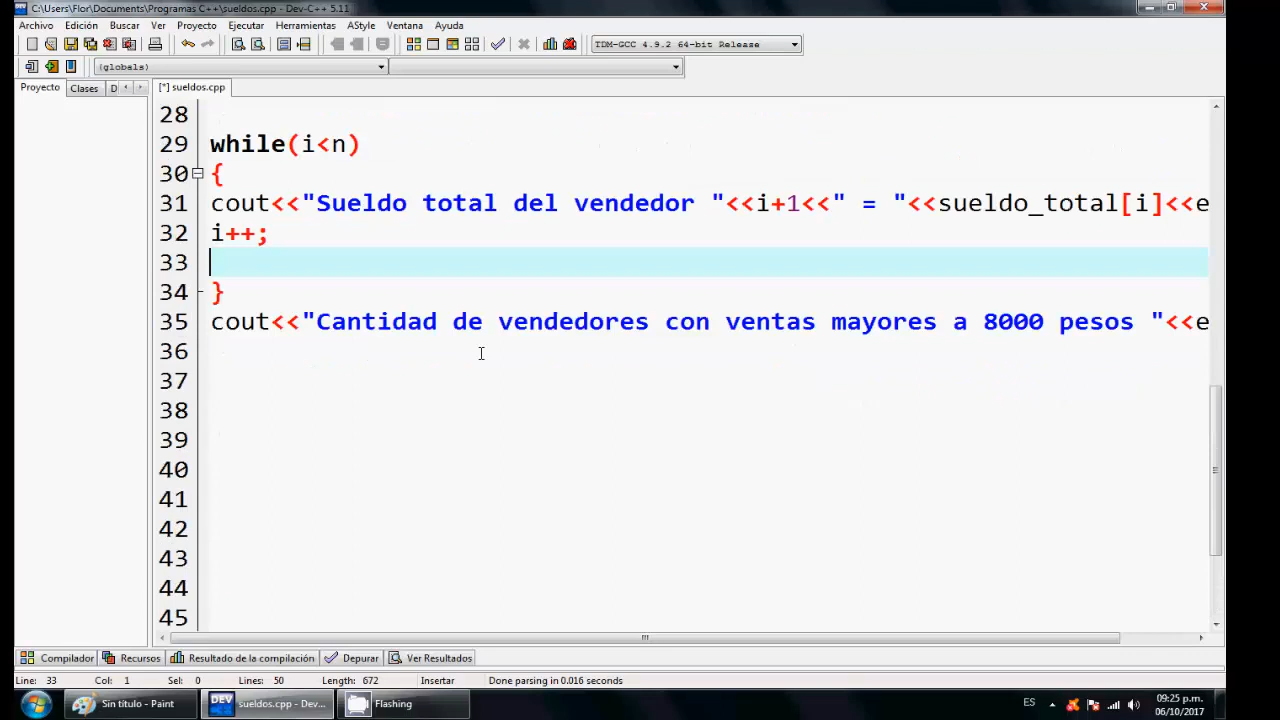 C:\Users\Flor\Documents\Programas C++\sueldos.cpp - Dev-C++ 5.11
Archivo Edición Buscar Ver Proyecto Ejecutar Herramientas AStyle Ventana Ayuda
TDM-GCC 4.9.2 64-bit Release
(globals)
Proyecto Clases D [*] sueldos.cpp
28
29 while(i<n)
30 {
31 cout<<"Sueldo total del vendedor "<<i+1<<" = "<<sueldo_total[i]<<e
32 i++;
33
34 }
35 cout<<"Cantidad de vendedores con ventas mayores a 8000 pesos "<<e
36
37
38
39
40
41
42
43
44
45
Compilador Recursos Resultado de la compilación Depurar Ver Resultados
Line: 33 Col: 1 Sel: 0 Lines: 50 Length: 672 Insertar Done parsing in 0.016 seconds
Sin título - Paint DEV sueldos.cpp - Dev... Flashing ES 09:25 p.m.
06/10/2017